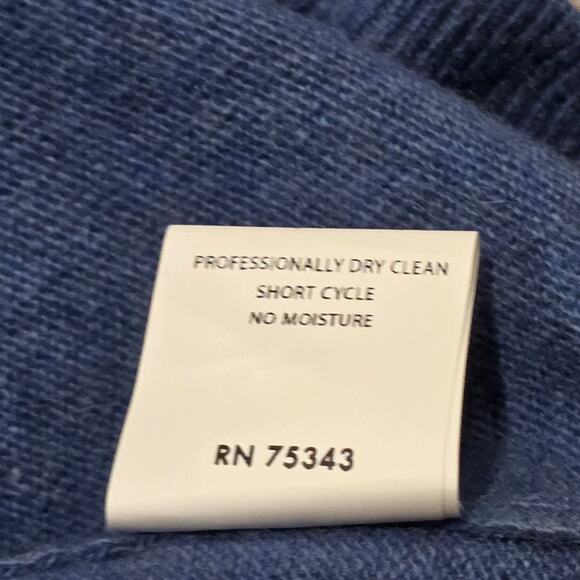 PROFESSIONALLY DRY CLEAN
SHORT CYCLE
NO MOISTURE
RN 75343